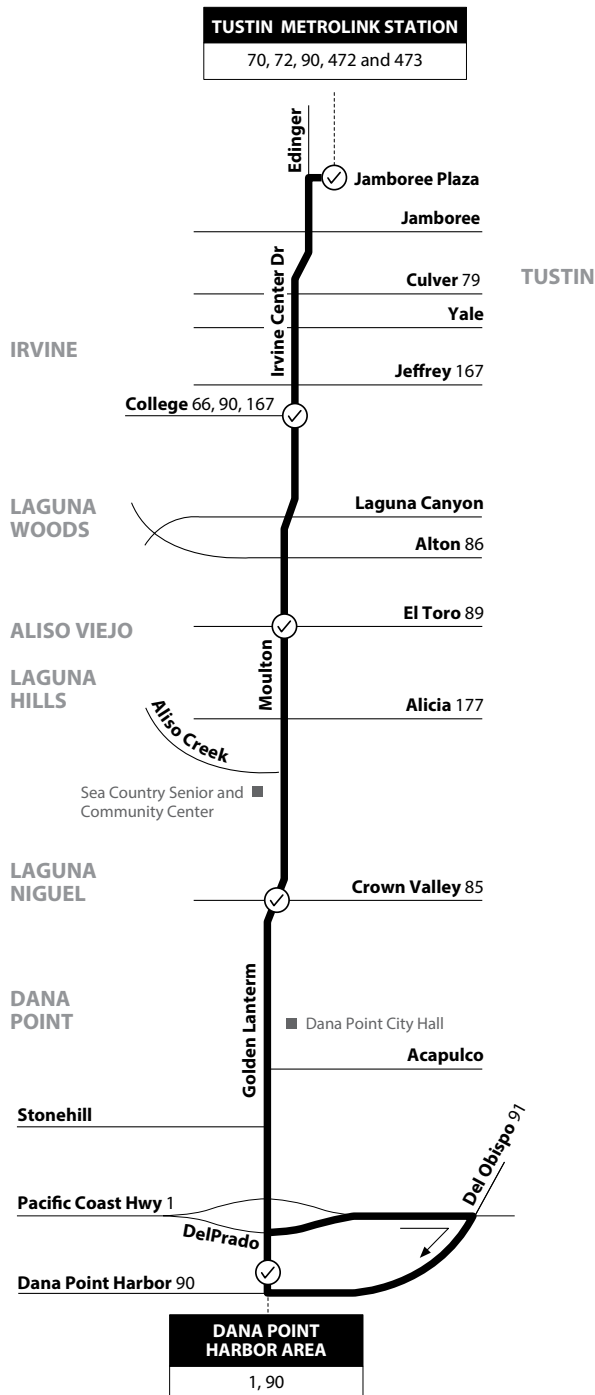 TUSTIN METROLINK STATION
70, 72, 90, 472 and 473
Edinger
Jamboree Plaza
Jamboree
Irvine Center Dr
Culver 79
TUSTIN
Yale
IRVINE
Jeffrey 167
College 66, 90, 167
LAGUNA
WOODS
Laguna Canyon
Alton 86
El Toro 89
ALISO VIEJO
Moulton
LAGUNA
HILLS
Alicia 177
Aliso Creek
Sea Country Senior and
Community Center
LAGUNA
NIGUEL
Crown Valley 85
Golden Lanterm
DANA
POINT
Dana Point City Hall
Acapulco
Stonehill
Del Obispo 91
Pacific Coast Hwy 1
DelPrado
Dana Point Harbor 90
DANA POINT
HARBOR AREA
1, 90